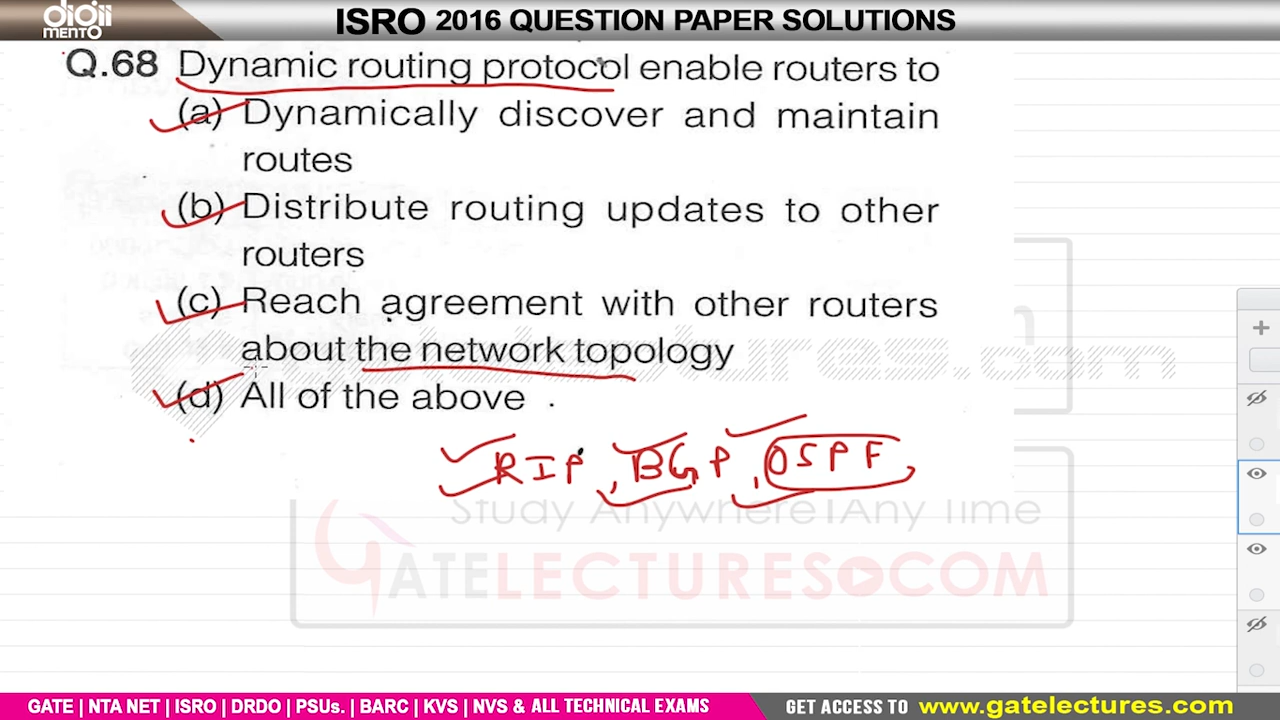 digii
MENTO
ISRO 2016 QUESTION PAPER SOLUTIONS
Q.68 Dynamic routing protocol enable routers to
(a) Dynamically discover and maintain
routes
(b) Distribute routing updates to other
routers
(c) Reach agreement with other routers
about the network topology
(d) All of the above .
RIP, BGP, OSPF,
Study Anywhere Any Time
GATELECTURES.COM
GATE | NTA NET | ISRO | DRDO | PSUs. | BARC | KVS | NVS & ALL TECHNICAL EXAMS
GET ACCESS TO www.gatelectures.com